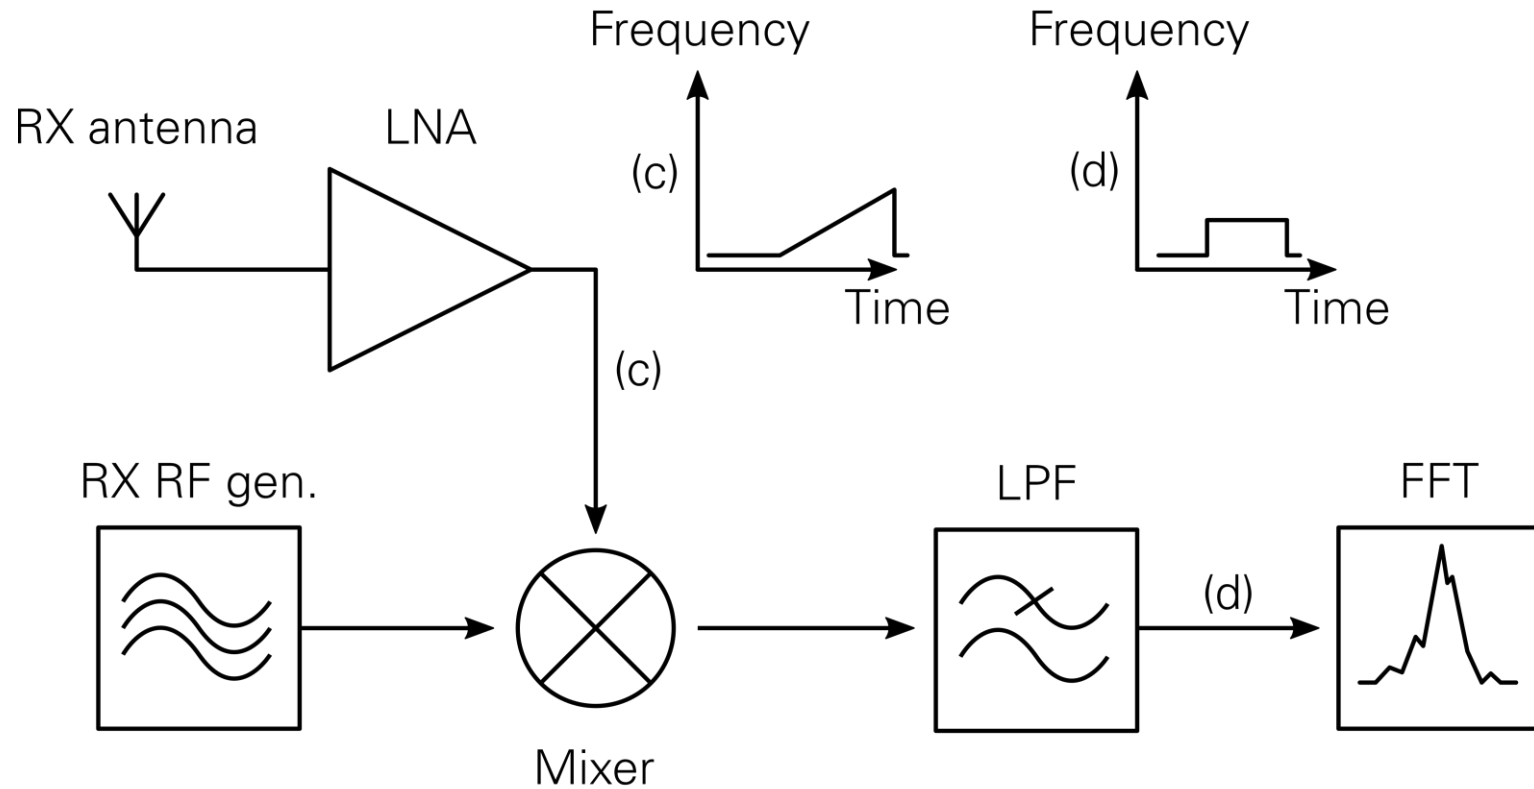 Frequency
Frequency
RX antenna
LNA
(c)
(d)
Time
Time
(c)
RX RF gen.
LPF
FFT
(d)
Mixer